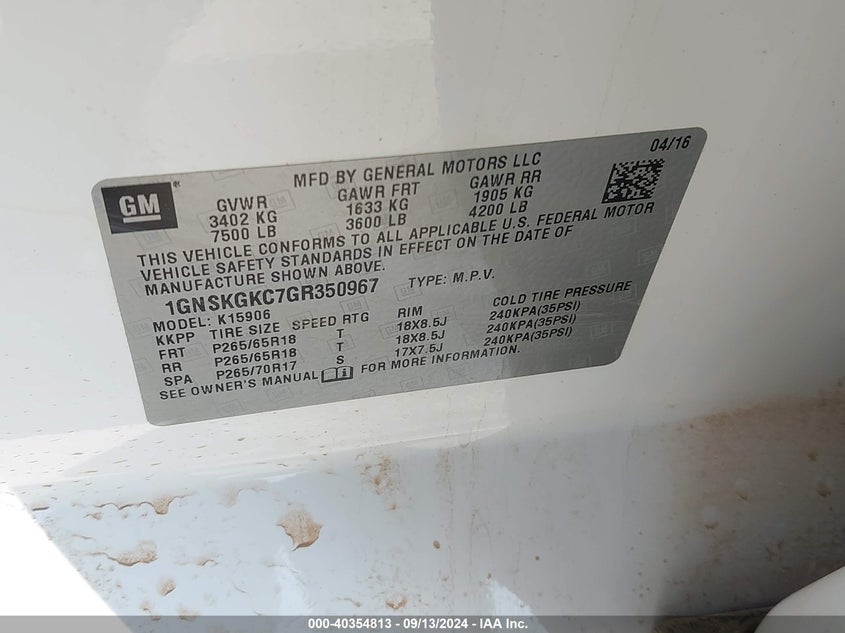 04/16
MFD BY GENERAL MOTORS LLC
GM
GVWR GAWR FRT GAWR RR
3402 KG 1633 KG 1905 KG
7500 LB 3600 LB 4200 LB
THIS VEHICLE CONFORMS TO ALL APPLICABLE U.S. FEDERAL MOTOR
VEHICLE SAFETY STANDARDS IN EFFECT ON THE DATE OF
MANUFACTURE SHOWN ABOVE.
1GNSKGKC7GR350967 TYPE: M.P.V.
MODEL: K15906
KKPP TIRE SIZE SPEED RTG RIM COLD TIRE PRESSURE
FRT P265/65R18 T 18X8.5J 240KPA(35PSI)
RR P265/65R18 T 18X8.5J 240KPA(35PSI)
SPA P265/70R17 S 17X7.5J 240KPA(35PSI)
SEE OWNER'S MANUAL FOR MORE INFORMATION.
000-40354813 - 09/13/2024 - IAA Inc.